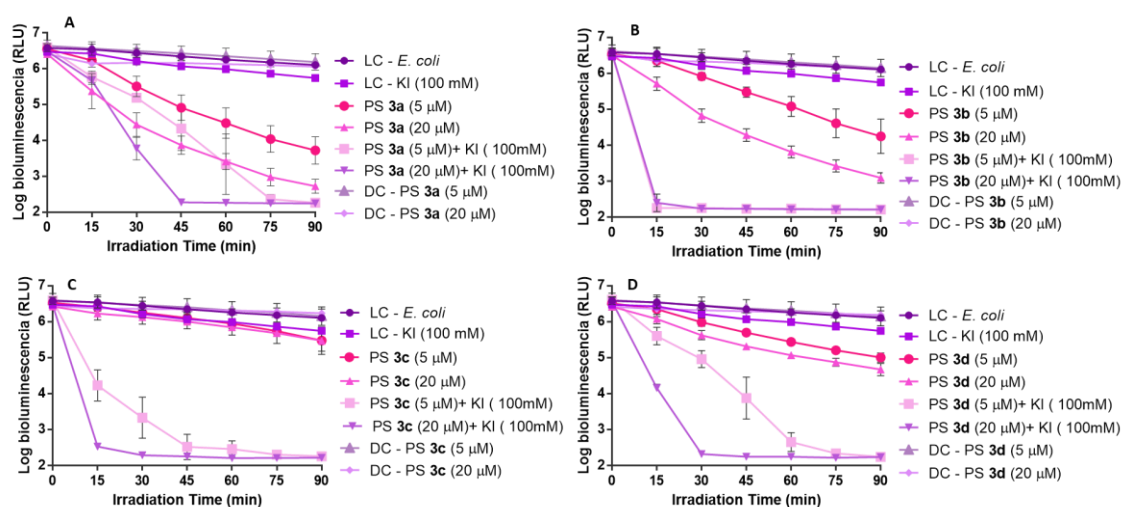 A
Log bioluminescencia (RLU)
7
6
5
4
3
2
0 15 30 45 60 75 90
Irradiation Time (min)
LC - E. coli
LC - KI (100 mM)
PS 3a (5 µM)
PS 3a (20 µM)
PS 3a (5 µM)+ KI ( 100mM)
PS 3a (20 µM)+ KI ( 100mM)
DC - PS 3a (5 µM)
DC - PS 3a (20 µM)
B
Log bioluminescencia (RLU)
7
6
5
4
3
2
0 15 30 45 60 75 90
Irradiation Time (min)
LC - E. coli
LC - KI (100 mM)
PS 3b (5 µM)
PS 3b (20 µM)
PS 3b (5 µM)+ KI ( 100mM)
PS 3b (20 µM)+ KI ( 100mM)
DC - PS 3b (5 µM)
DC - PS 3b (20 µM)
C
Log bioluminescencia (RLU)
7
6
5
4
3
2
0 15 30 45 60 75 90
Irradiation Time (min)
LC - E. coli
LC - KI (100 mM)
PS 3c (5 µM)
PS 3c (20 µM)
PS 3c (5 µM)+ KI ( 100mM)
PS 3c (20 µM)+ KI ( 100mM)
DC - PS 3c (5 µM)
DC - PS 3c (20 µM)
D
Log bioluminescencia (RLU)
7
6
5
4
3
2
0 15 30 45 60 75 90
Irradiation Time (min)
LC - E. coli
LC - KI (100 mM)
PS 3d (5 µM)
PS 3d (20 µM)
PS 3d (5 µM)+ KI ( 100mM)
PS 3d (20 µM)+ KI ( 100mM)
DC - PS 3d (5 µM)
DC - PS 3d (20 µM)